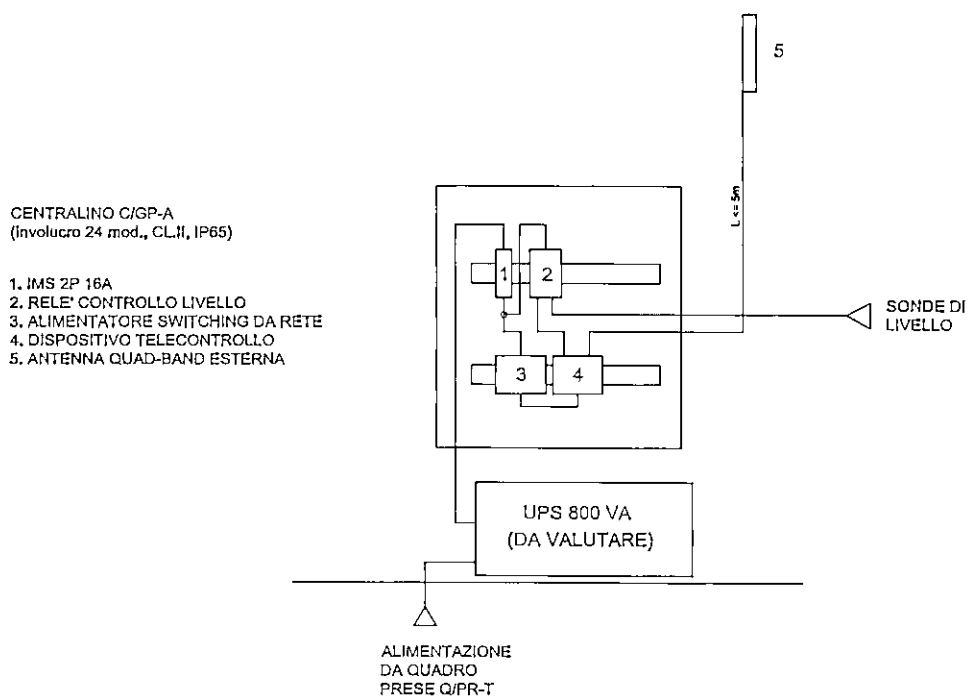 CENTRALINO C/GP-A
(involucro 24 mod., CL.II, IP65)
1. IMS 2P 16A
2. RELE' CONTROLLO LIVELLO
3. ALIMENTATORE SWITCHING DA RETE
4. DISPOSITIVO TELECONTROLLO
5. ANTENNA QUAD-BAND ESTERNA
5
L <= 5m
1
2
SONDE DI
LIVELLO
3
4
UPS 800 VA
(DA VALUTARE)
ALIMENTAZIONE
DA QUADRO
PRESE Q/PR-T